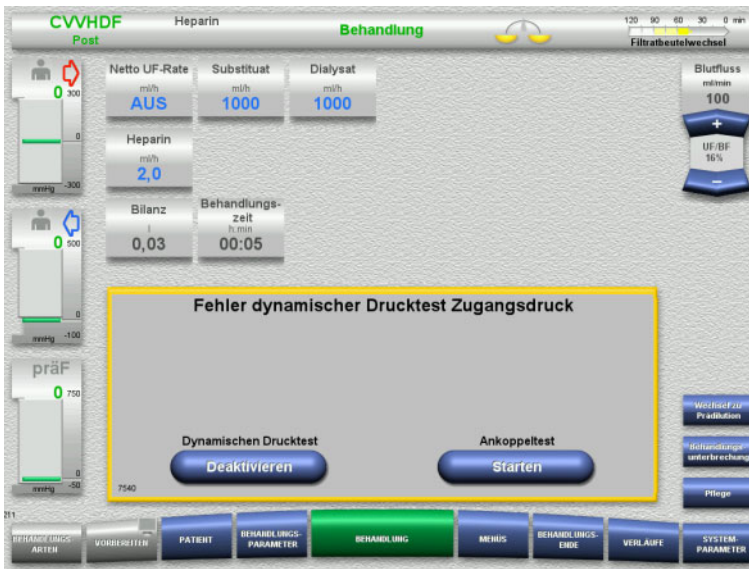 CVVHDF
Post
Heparin
Behandlung
120 90 60 30 0 min
Filtratbeutelwechsel
0 300
0
mmHg -300
0 500
0
mmHg -100
präF
0 750
0
mmHg -50
Netto UF-Rate
ml/h
AUS
Substituat
ml/h
1000
Dialysat
ml/h
1000
Heparin
ml/h
2,0
Bilanz
l
0,03
Behandlungs-
zeit
h:min
00:05
Blutfluss
ml/min
100
+
UF/BF
16%
−
Fehler dynamischer Drucktest Zugangsdruck
Dynamischen Drucktest
Deaktivieren
Ankoppeltest
Starten
7540
Wechsel zu
Prädilution
Behandlungs-
unterbrechung
Pflege
211
BEHANDLUNGS-
ARTEN
VORBEREITEN
PATIENT
BEHANDLUNGS-
PARAMETER
BEHANDLUNG
MENÜS
BEHANDLUNGS-
ENDE
VERLÄUFE
SYSTEM-
PARAMETER